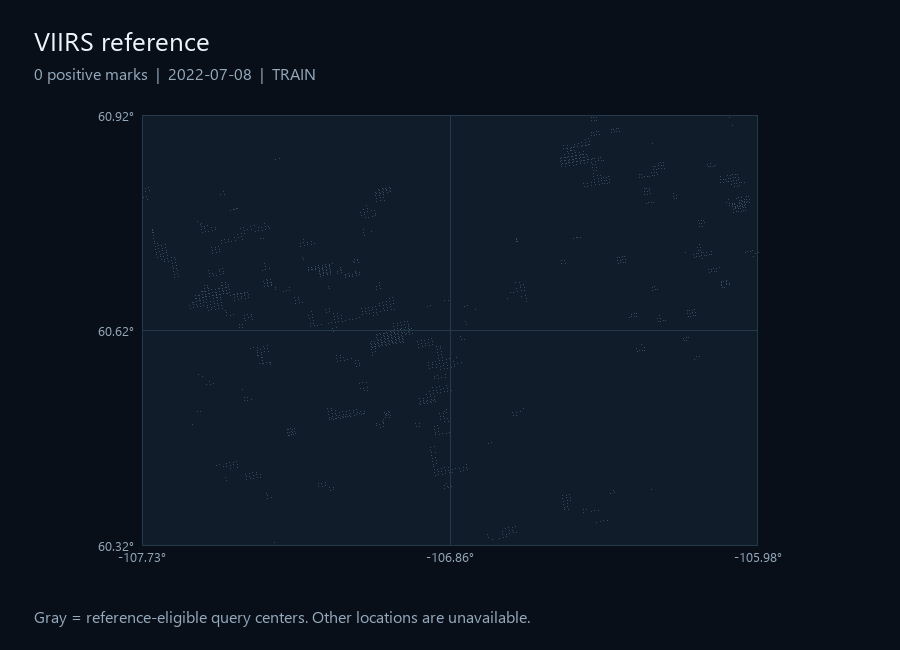 VIIRS reference
0 positive marks | 2022-07-08 | TRAIN
60.92°
60.62°
60.32°
-107.73°
-106.86°
-105.98°
Gray = reference-eligible query centers. Other locations are unavailable.